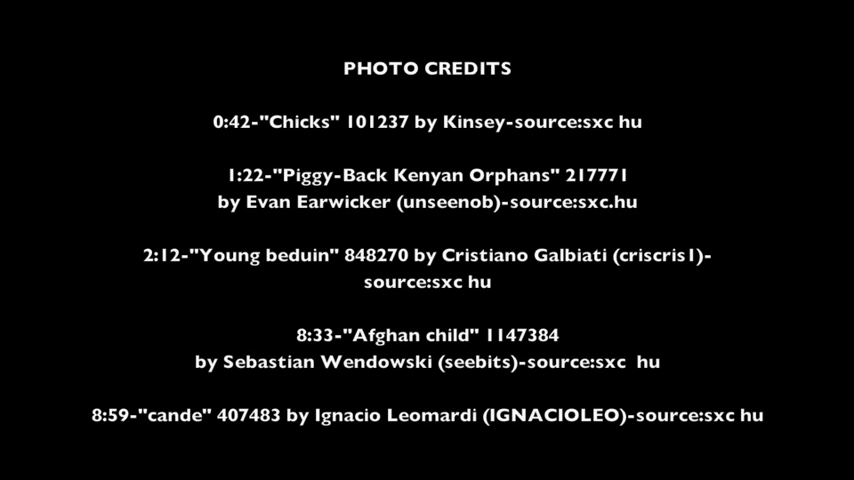 PHOTO CREDITS
0:42-"Chicks" 101237 by Kinsey-source:sxc hu
1:22-"Piggy-Back Kenyan Orphans" 217771
by Evan Earwicker (unseenob)-source:sxc.hu
2:12-"Young beduin" 848270 by Cristiano Galbiati (criscris1)-
source:sxc hu
8:33-"Afghan child" 1147384
by Sebastian Wendowski (seebits)-source:sxc  hu
8:59-"cande" 407483 by Ignacio Leomardi (IGNACIOLEO)-source:sxc hu